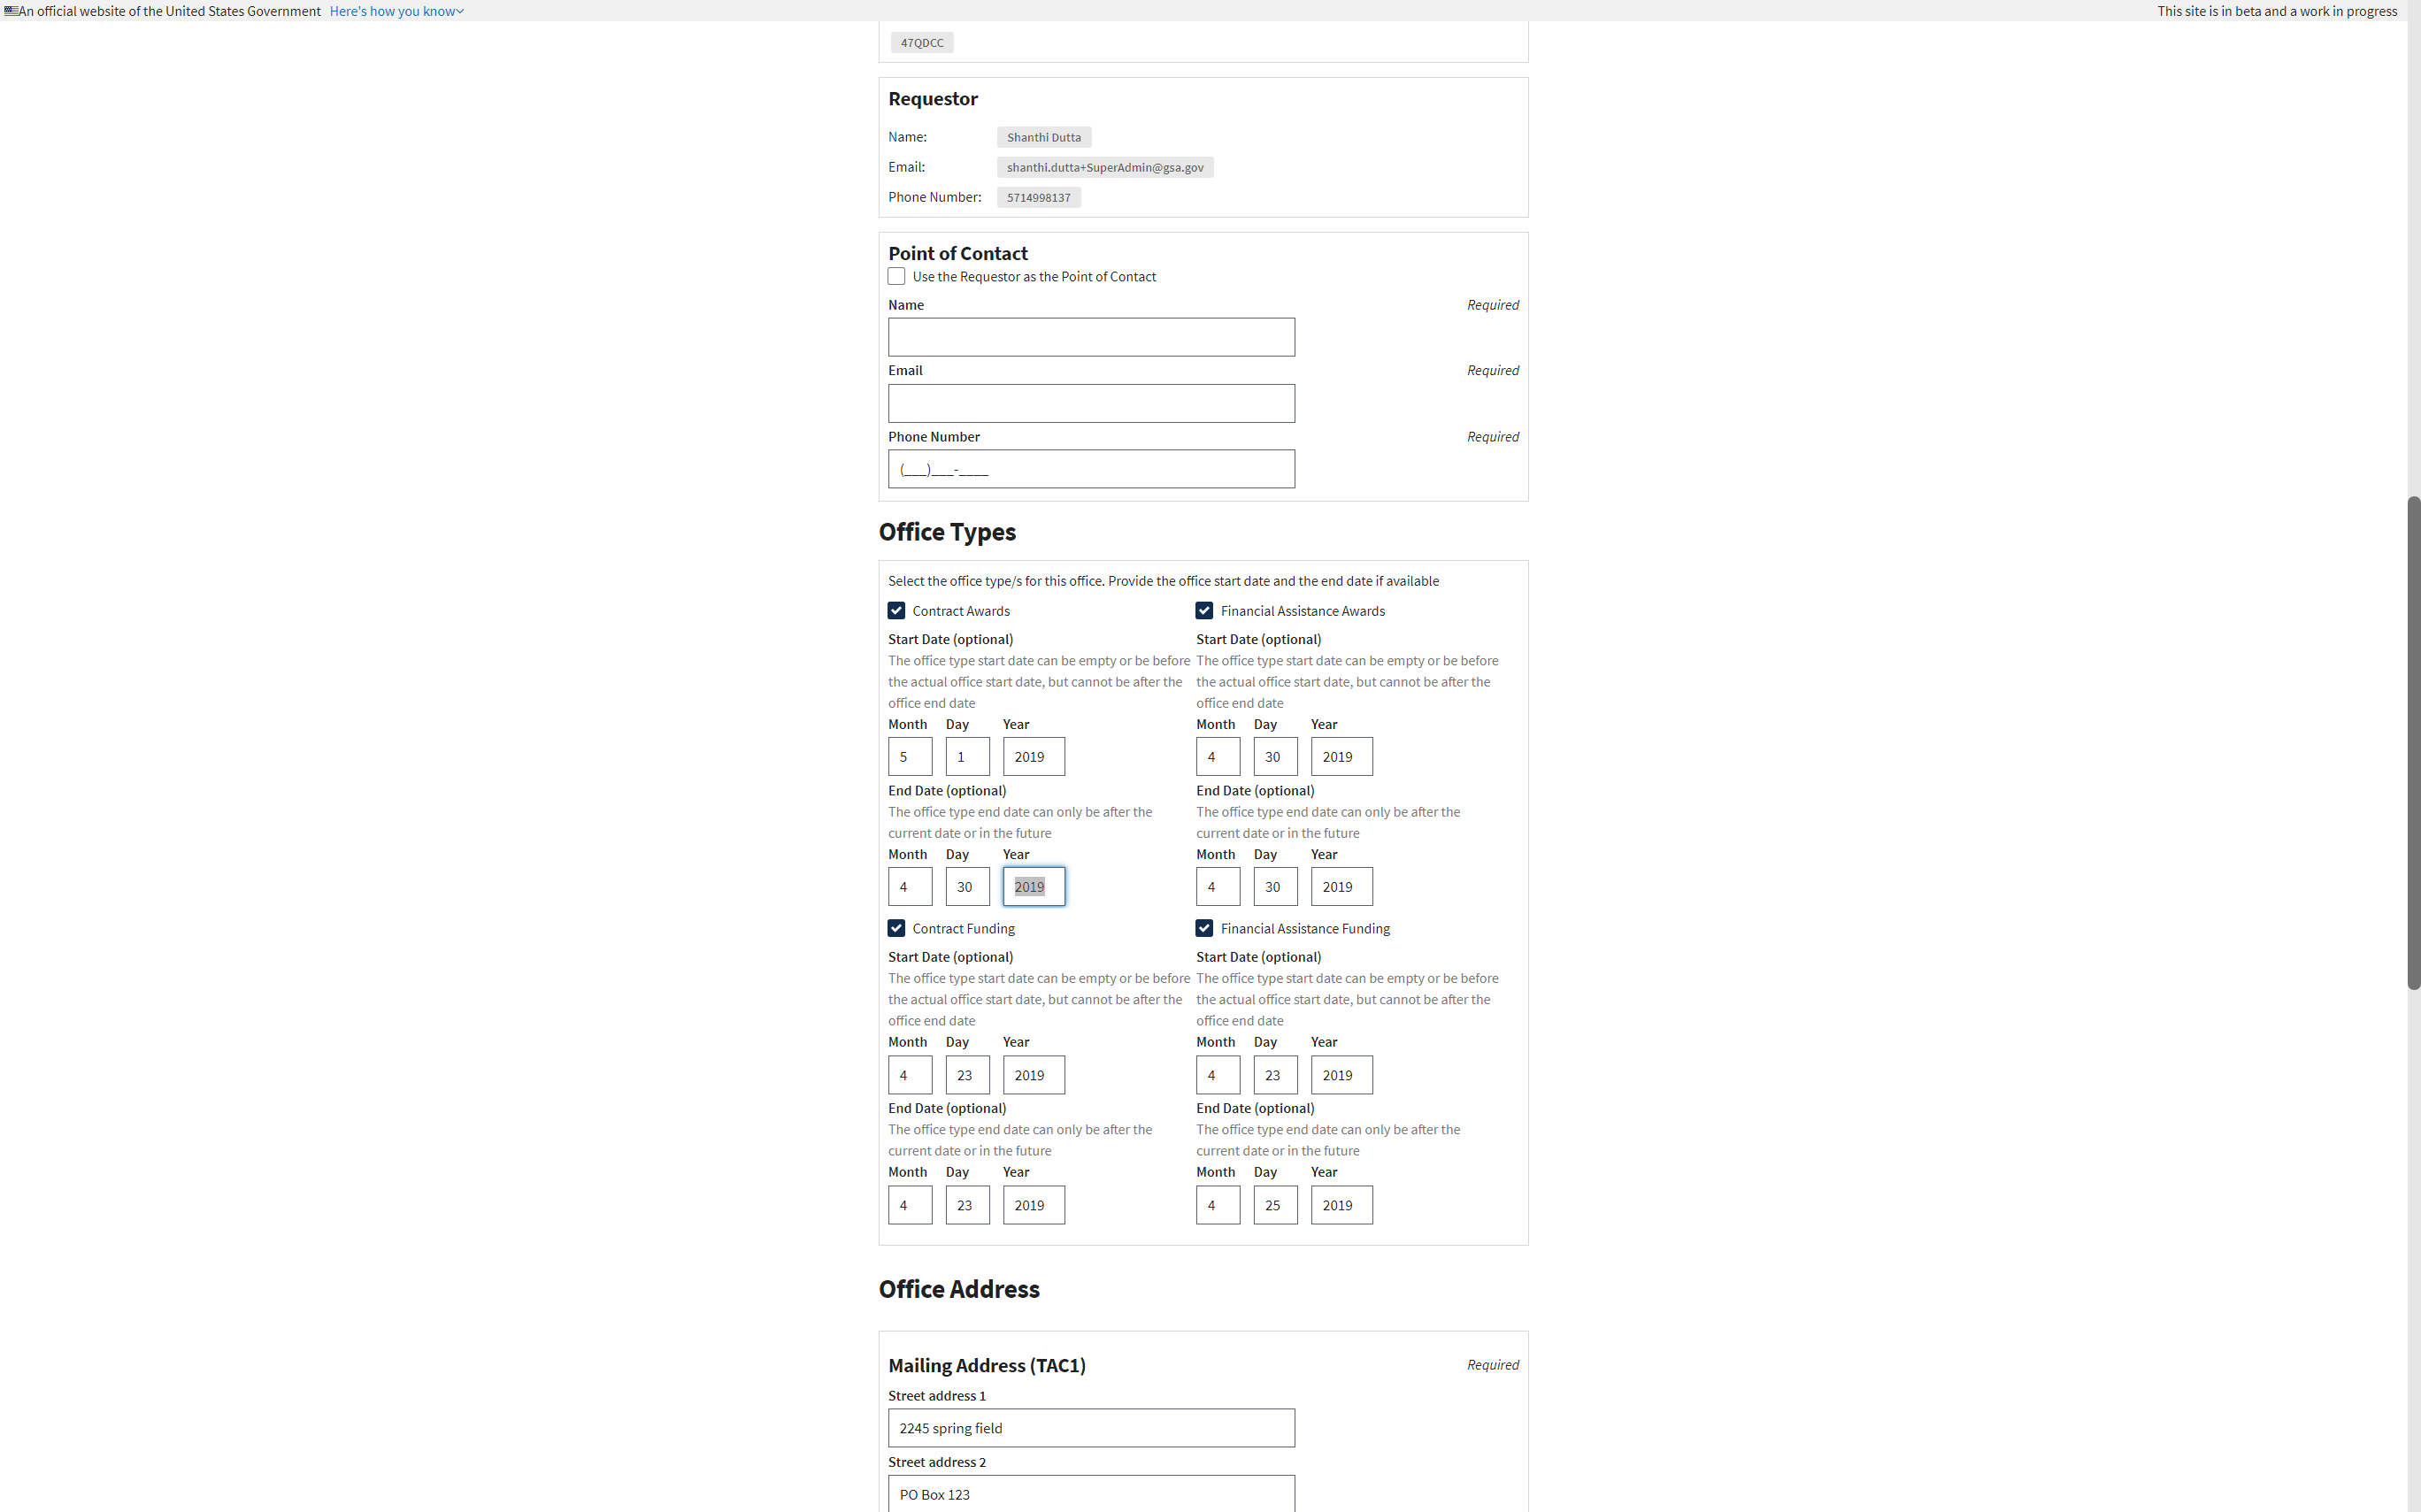 An official website of the United States Government Here's how you know
This site is in beta and a work in progress
47QDCC
Requestor
Name: Shanthi Dutta
Email: shanthi.dutta+SuperAdmin@gsa.gov
Phone Number: 5714998137
Point of Contact
Use the Requestor as the Point of Contact
Name Required
Email Required
Phone Number Required
(___)___-____
Office Types
Select the office type/s for this office. Provide the office start date and the end date if available
Contract Awards
Start Date (optional)
The office type start date can be empty or be before
the actual office start date, but cannot be after the
office end date
Month Day Year
5 1 2019
End Date (optional)
The office type end date can only be after the
current date or in the future
Month Day Year
4 30 2019
Financial Assistance Awards
Start Date (optional)
The office type start date can be empty or be before
the actual office start date, but cannot be after the
office end date
Month Day Year
4 30 2019
End Date (optional)
The office type end date can only be after the
current date or in the future
Month Day Year
4 30 2019
Contract Funding
Start Date (optional)
The office type start date can be empty or be before
the actual office start date, but cannot be after the
office end date
Month Day Year
4 23 2019
End Date (optional)
The office type end date can only be after the
current date or in the future
Month Day Year
4 23 2019
Financial Assistance Funding
Start Date (optional)
The office type start date can be empty or be before
the actual office start date, but cannot be after the
office end date
Month Day Year
4 23 2019
End Date (optional)
The office type end date can only be after the
current date or in the future
Month Day Year
4 25 2019
Office Address
Mailing Address (TAC1) Required
Street address 1
2245 spring field
Street address 2
PO Box 123